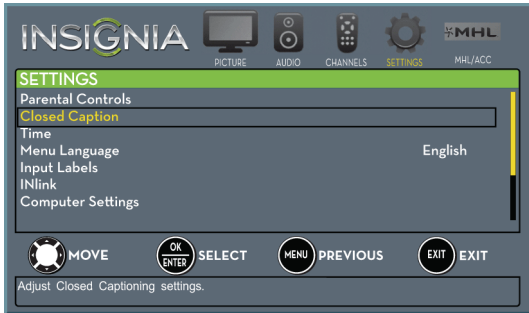 INSIGNIA
PICTURE AUDIO CHANNELS SETTINGS MHL MHL/ACC
SETTINGS
Parental Controls
Closed Caption
Time
Menu Language English
Input Labels
INlink
Computer Settings
MOVE OK ENTER SELECT MENU PREVIOUS EXIT EXIT
Adjust Closed Captioning settings.